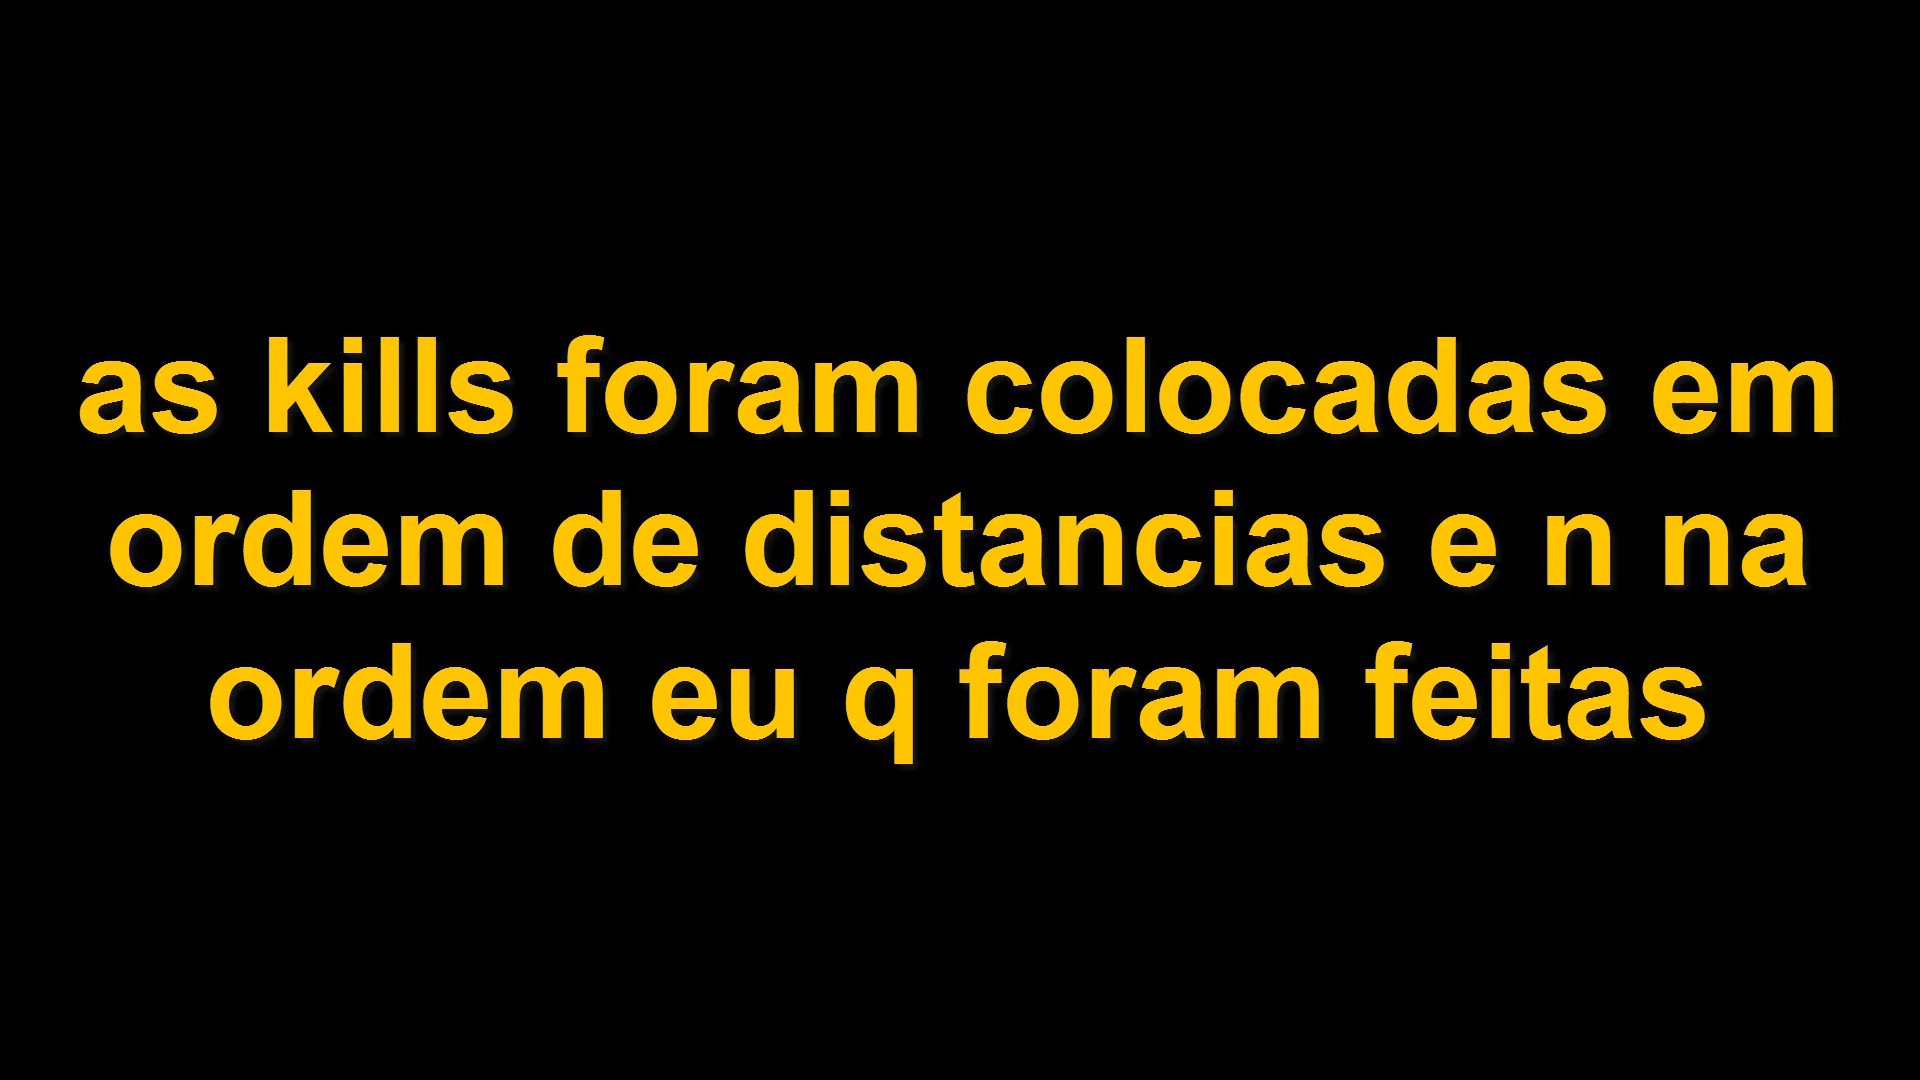 as kills foram colocadas em
ordem de distancias e n na
ordem eu q foram feitas